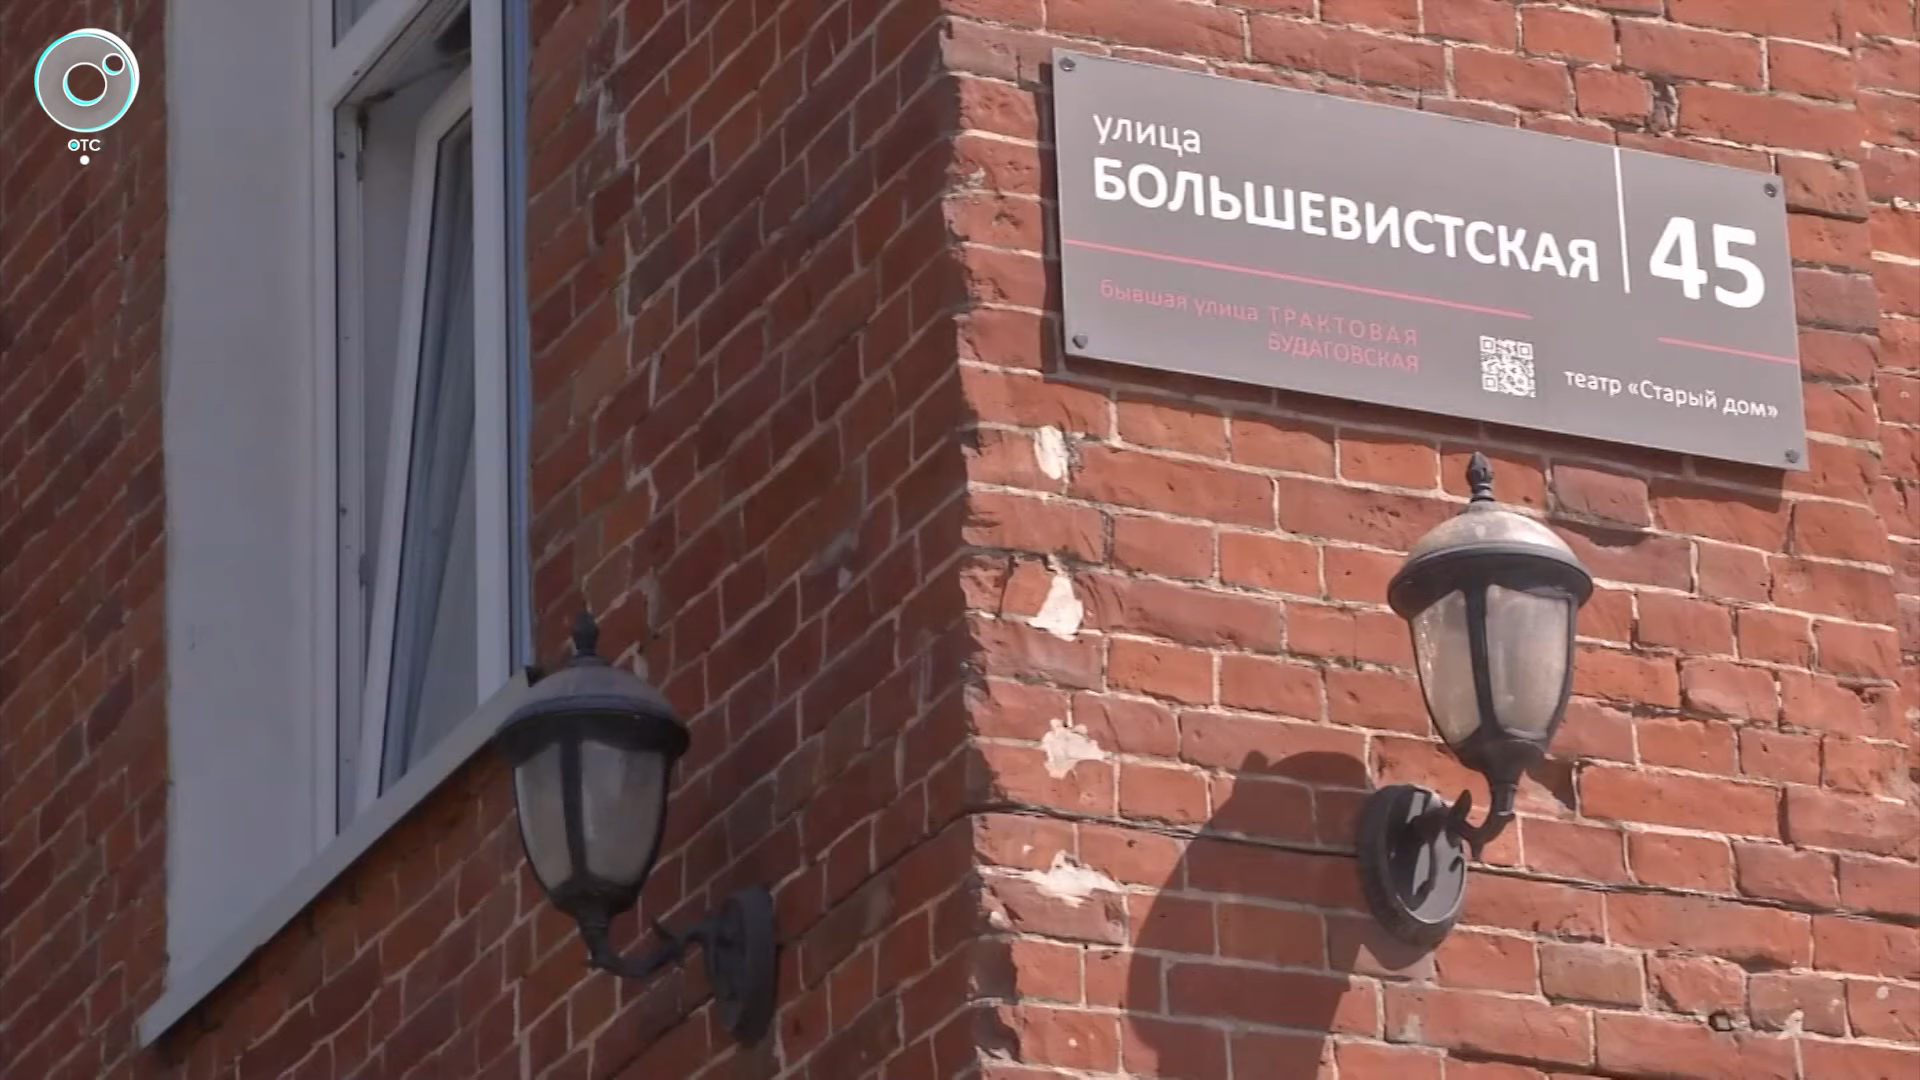 ОТС
улица
БОЛЬШЕВИСТСКАЯ
45
бывшая улица ТРАКТОВАЯ
БУДАГОВСКАЯ
театр «Старый дом»